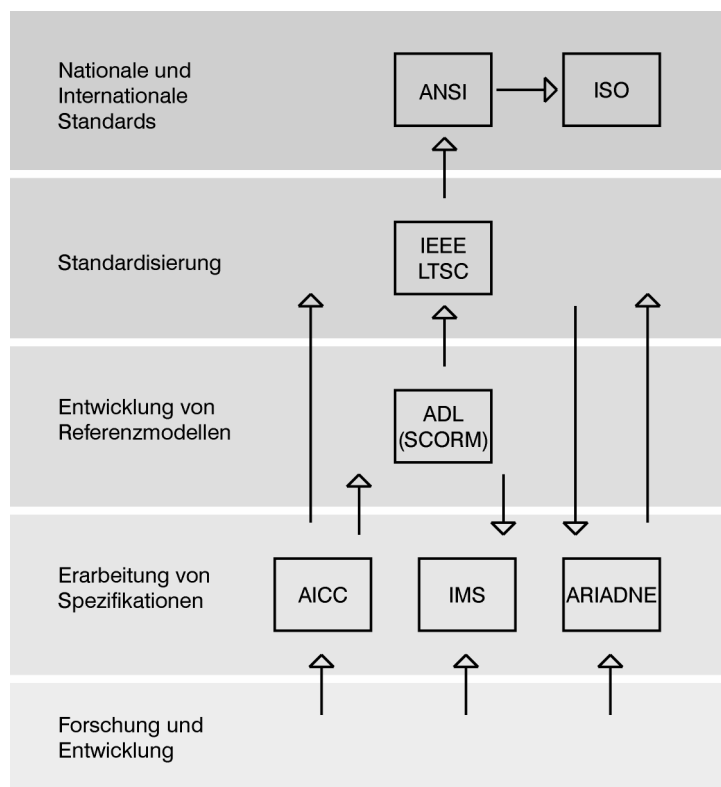 Nationale und
Internationale
Standards
ANSI
ISO
Standardisierung
IEEE
LTSC
Entwicklung von
Referenzmodellen
ADL
(SCORM)
Erarbeitung von
Spezifikationen
AICC
IMS
ARIADNE
Forschung und
Entwicklung